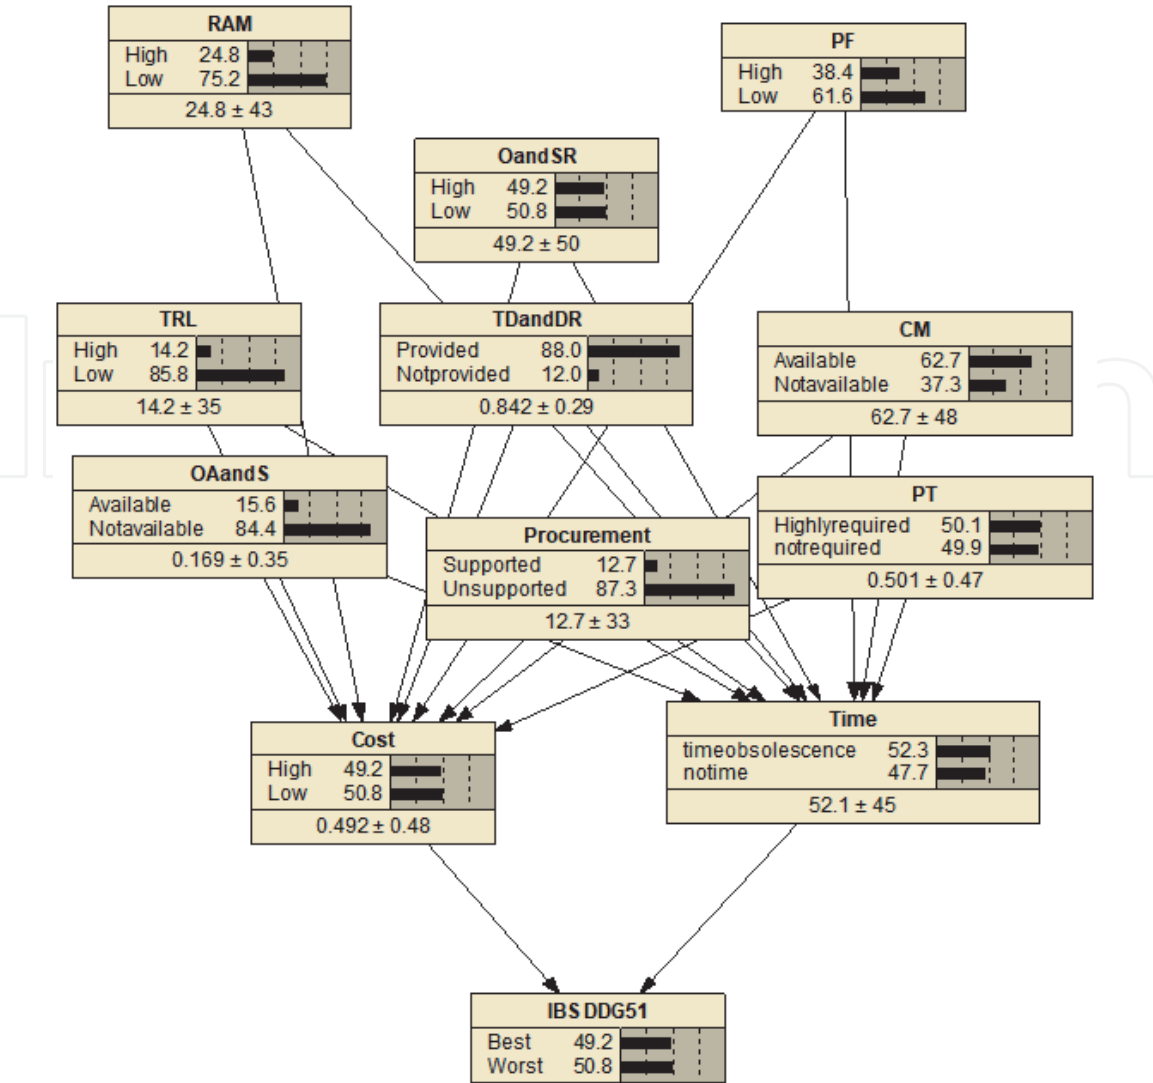 RAM
High 24.8
Low 75.2
24.8 ± 43
PF
High 38.4
Low 61.6
OandSR
High 49.2
Low 50.8
49.2 ± 50
TRL
High 14.2
Low 85.8
14.2 ± 35
TDandDR
Provided 88.0
Notprovided 12.0
0.842 ± 0.29
CM
Available 62.7
Notavailable 37.3
62.7 ± 48
OAandS
Available 15.6
Notavailable 84.4
0.169 ± 0.35
Procurement
Supported 12.7
Unsupported 87.3
12.7 ± 33
PT
Highlyrequired 50.1
notrequired 49.9
0.501 ± 0.47
Cost
High 49.2
Low 50.8
0.492 ± 0.48
Time
timeobsolescence 52.3
notime 47.7
52.1 ± 45
IBS DDG51
Best 49.2
Worst 50.8